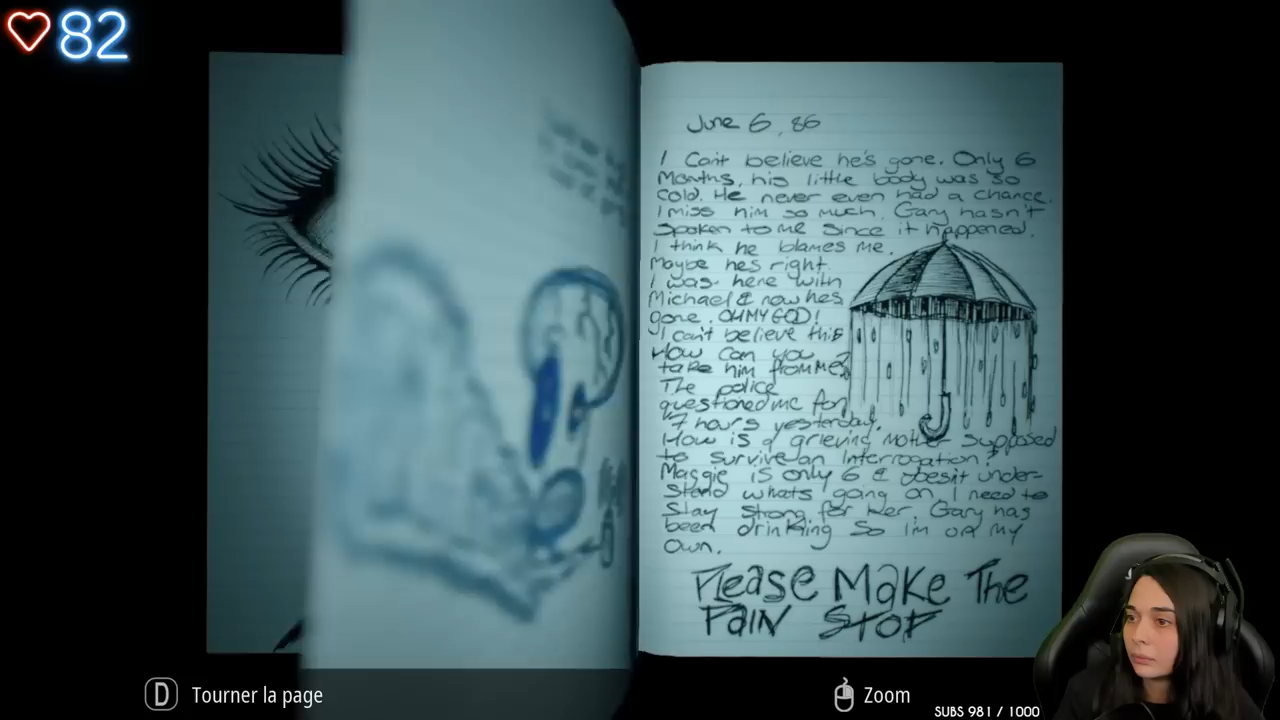 82
June 6, 86
I Can't believe he's gone. Only 6
Months, his little body was so
cold. He never even had a chance.
I miss him so much. Gary hasn't
spoken to me since it happened.
I think he blames me.
Maybe hes right.
I was here with
Michael & now hes
gone. OH MY GOD!
I can't believe this
How can you
take him from me?
The police
questioned me for
7 hours yesterday.
How is a grieving mother supposed
to survive an interrogation?
Maggie is only 6 & doesn't under-
stand whats going on I need to
stay strong for her. Gary has
been drinking so I'm on my
own.
Please Make The
Pain Stop
D Tourner la page
Zoom
SUBS 981 / 1000